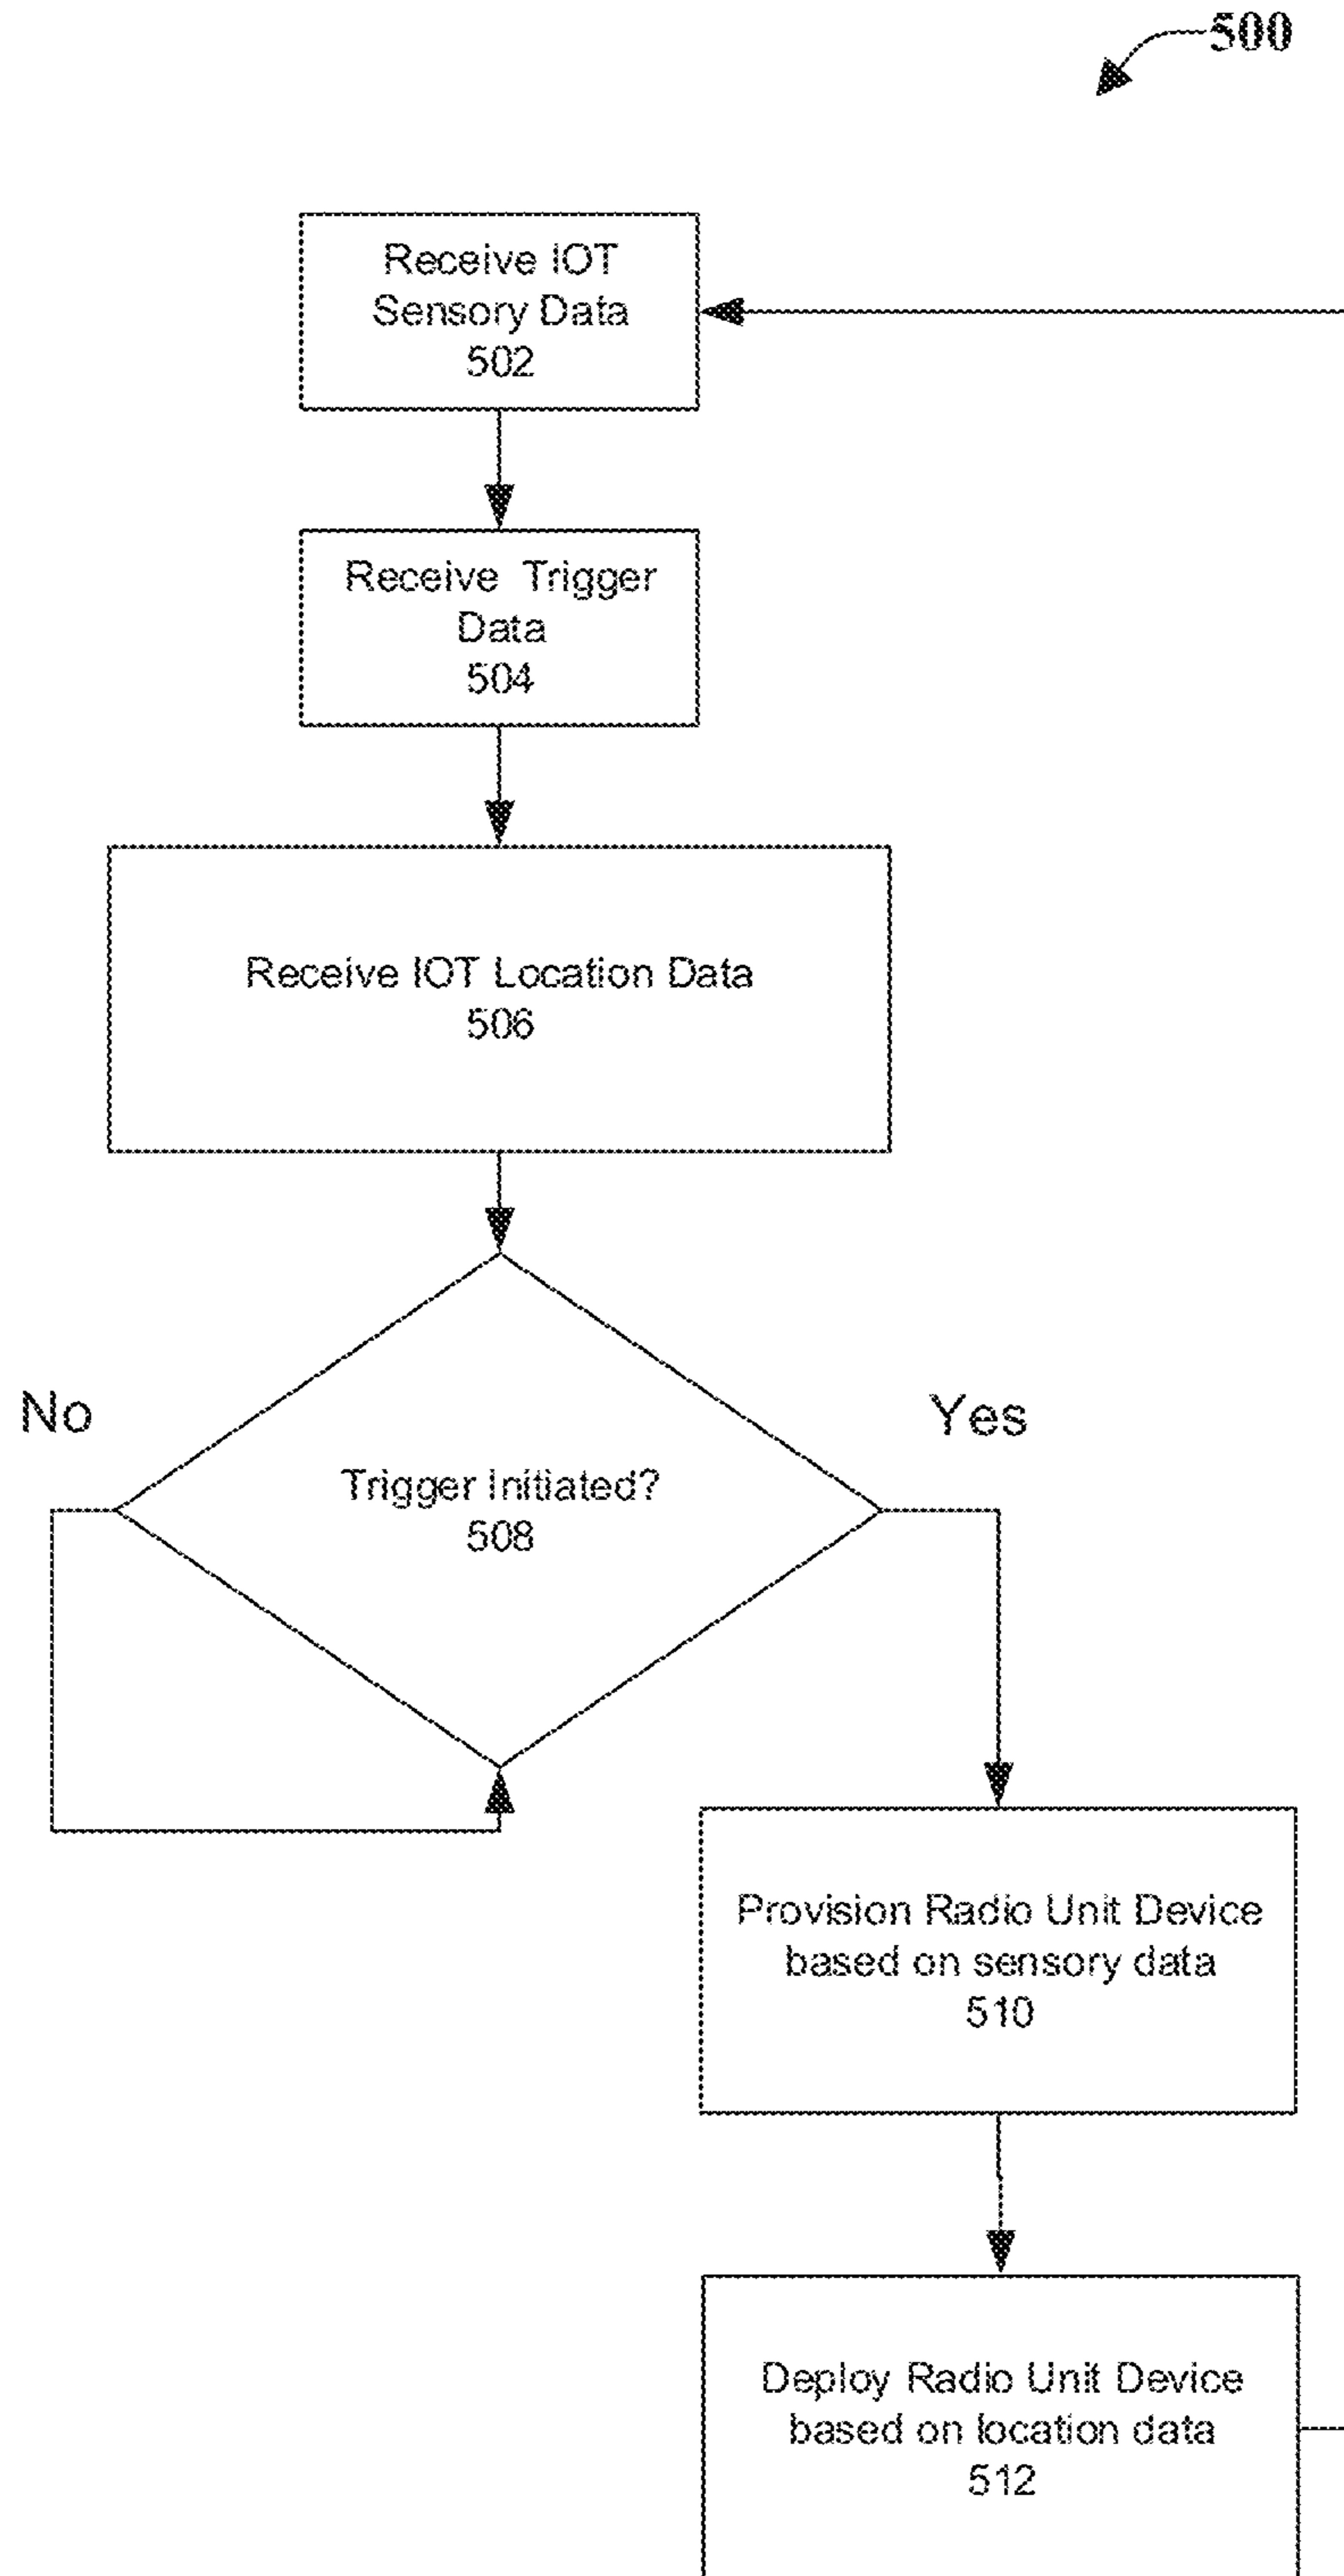 500
Receive IOT
Sensory Data
502
Receive Trigger
Data
504
Receive IOT Location Data
506
No
Yes
Trigger Initiated?
508
Provision Radio Unit Device
based on sensory data
510
Deploy Radio Unit Device
based on location data
512